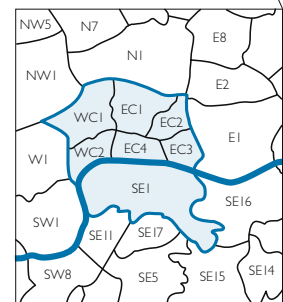 NW5 N7 E8
N1
NW1 E2
WC1 EC1 EC2
E1
W1 WC2 EC4 EC3
SE1
SE16
SW1 SE11 SE17
SW8 SE5 SE15 SE14